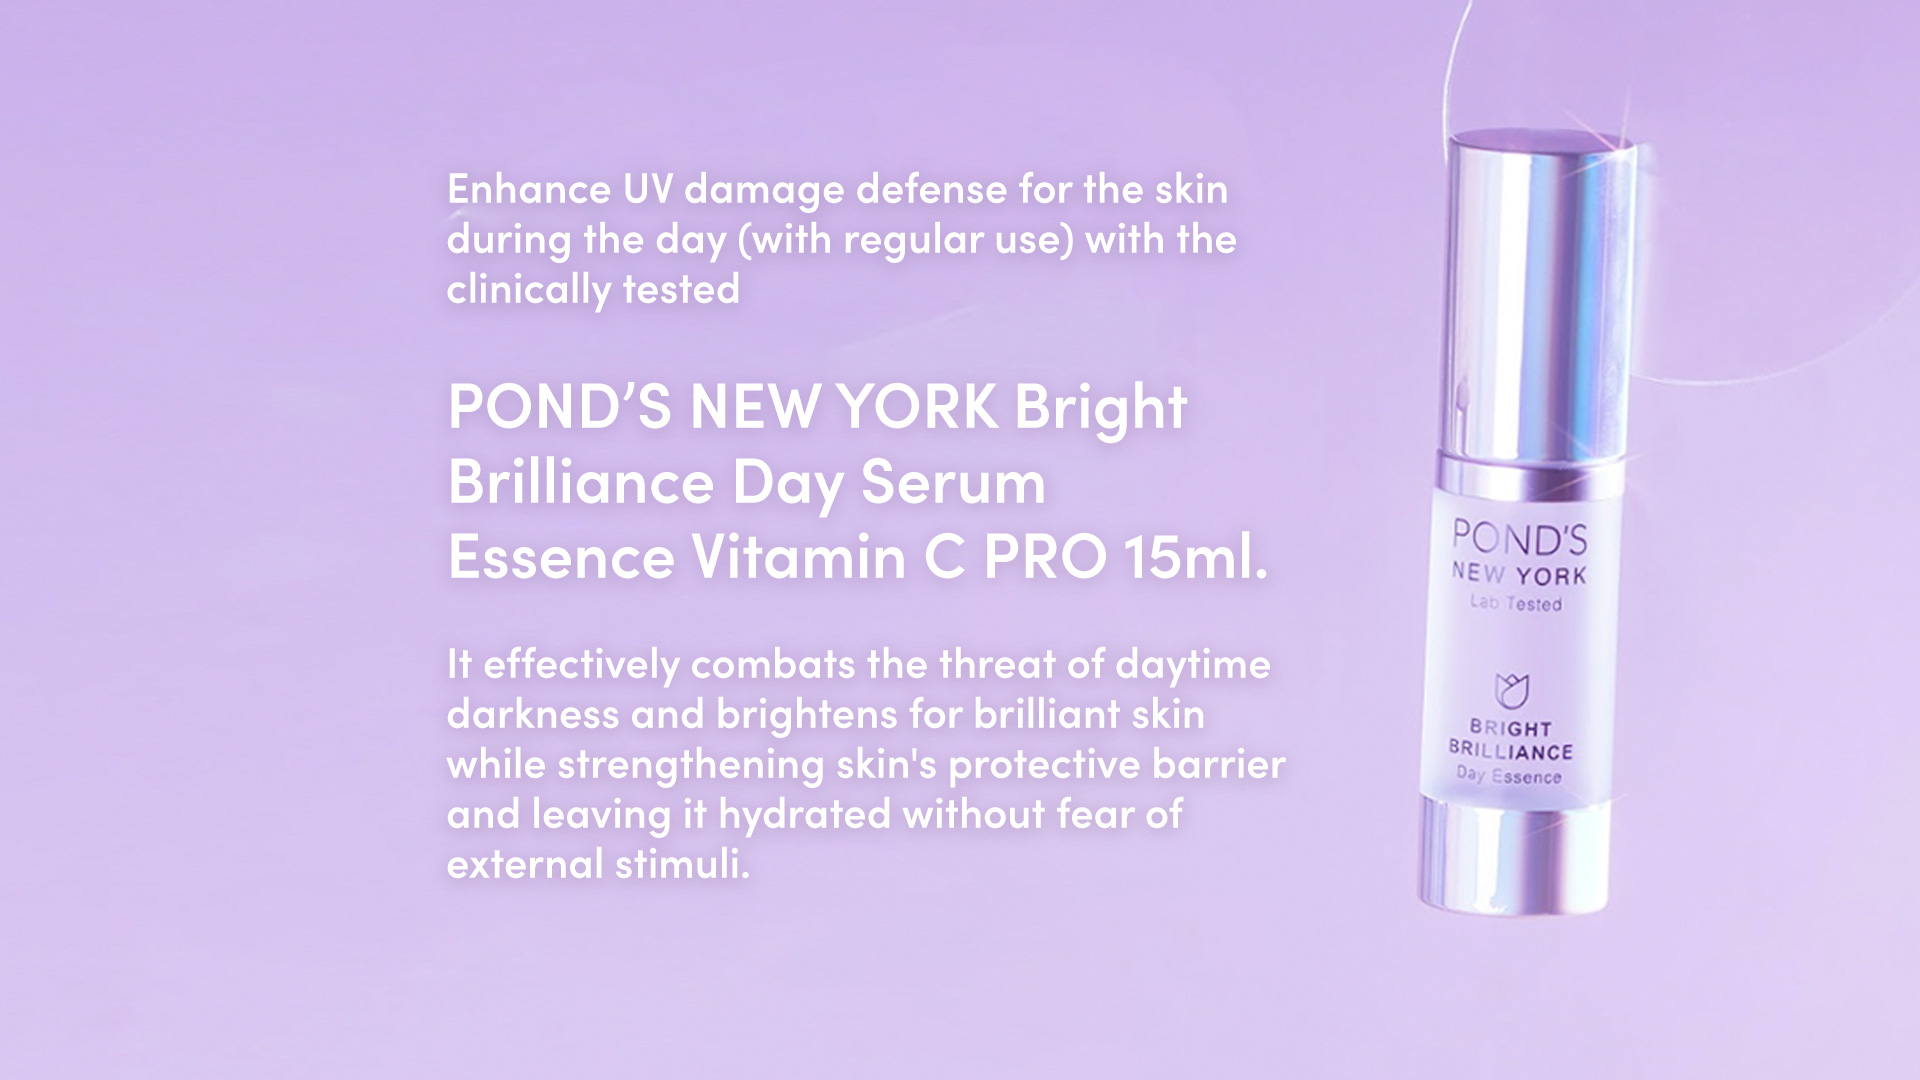 Enhance UV damage defense for the skin
during the day (with regular use) with the
clinically tested
POND’S NEW YORK Bright
Brilliance Day Serum
Essence Vitamin C PRO 15ml.
It effectively combats the threat of daytime
darkness and brightens for brilliant skin
while strengthening skin's protective barrier
and leaving it hydrated without fear of
external stimuli.
POND'S
NEW YORK
Lab Tested
BRIGHT
BRILLIANCE
Day Essence